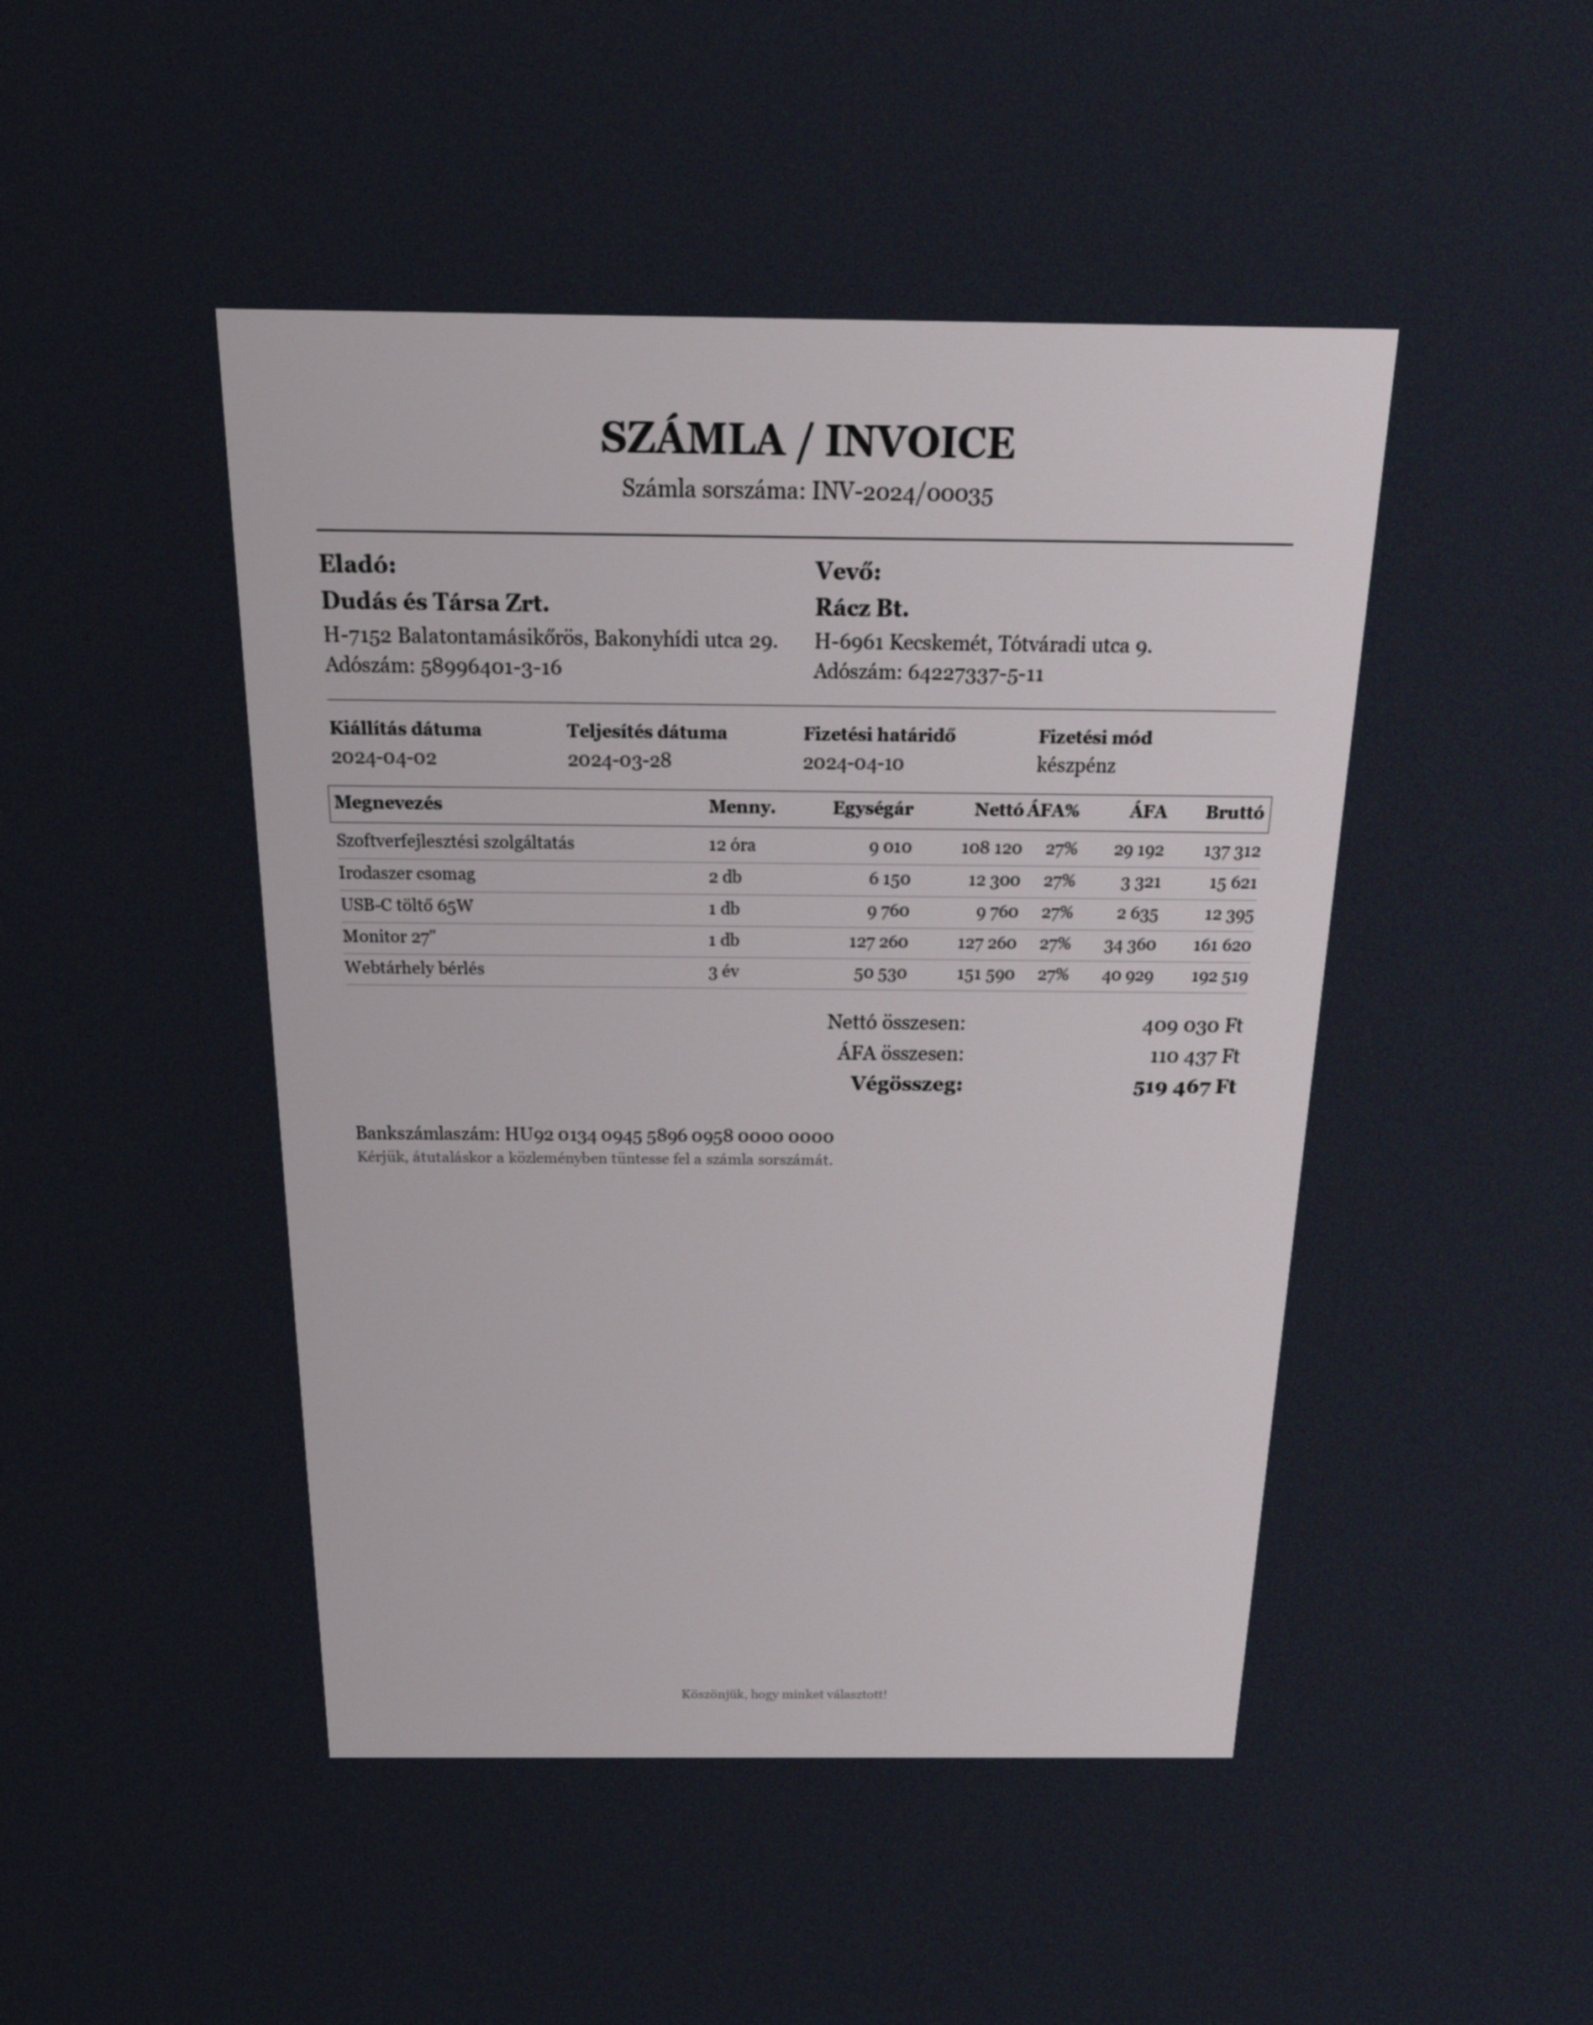 SZÁMLA / INVOICE
Számla sorszáma: INV-2024/00035
Eladó:
Dudás és Társa Zrt.
H-7152 Balatontamásikőrös, Bakonyhídi utca 29.
Adószám: 58996401-3-16
Vevő:
Rácz Bt.
H-6961 Kecskemét, Tótváradi utca 9.
Adószám: 64227337-5-11
Kiállítás dátuma Teljesítés dátuma Fizetési határidő Fizetési mód
2024-04-02 2024-03-28 2024-04-10 készpénz
Megnevezés Menny. Egységár Nettó ÁFA% ÁFA Bruttó
Szoftverfejlesztési szolgáltatás 12 óra 9 010 108 120 27% 29 192 137 312
Irodaszer csomag 2 db 6 150 12 300 27% 3 321 15 621
USB-C töltő 65W 1 db 9 760 9 760 27% 2 635 12 395
Monitor 27" 1 db 127 260 127 260 27% 34 360 161 620
Webtárhely bérlés 3 év 50 530 151 590 27% 40 929 192 519
Nettó összesen: 409 030 Ft
ÁFA összesen: 110 437 Ft
Végösszeg: 519 467 Ft
Bankszámlaszám: HU92 0134 0945 5896 0958 0000 0000
Kérjük, átutaláskor a közleményben tüntesse fel a számla sorszámát.
Köszönjük, hogy minket választott!